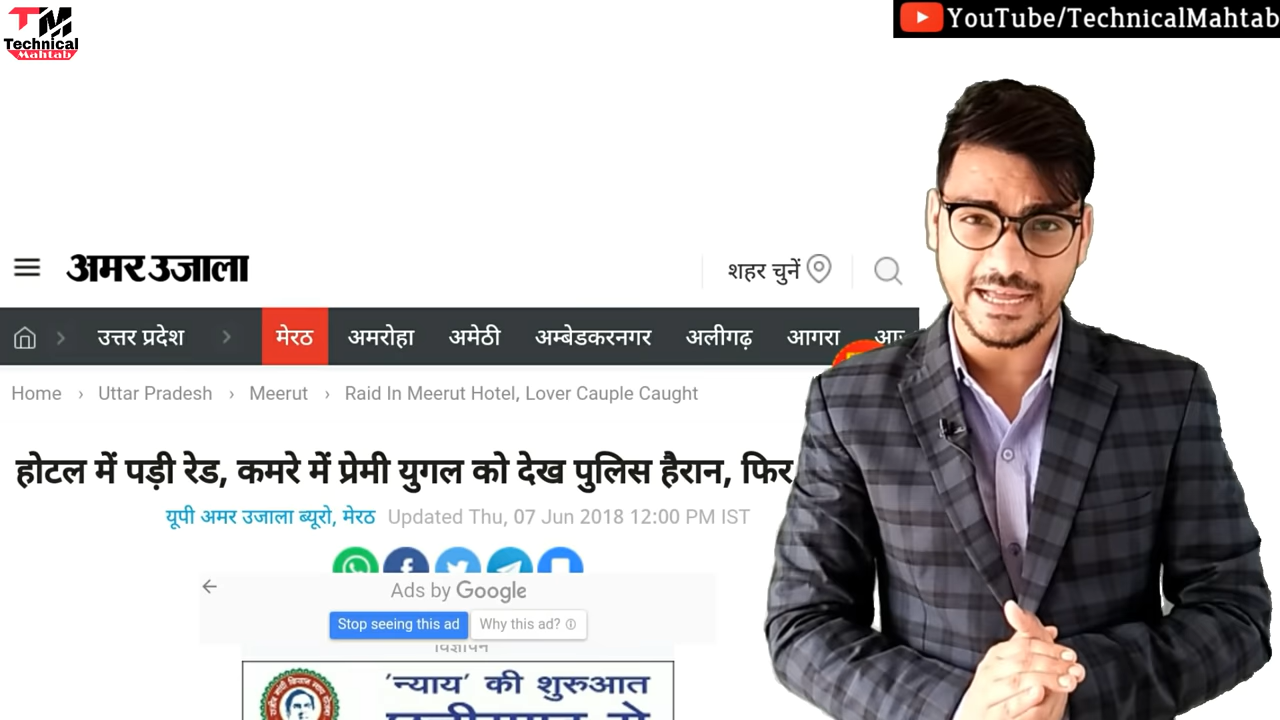 TM
Technical
Mahtab
YouTube/TechnicalMahtab
अमर उजाला
शहर चुनें
उत्तर प्रदेश
मेरठ
अमरोहा
अमेठी
अम्बेडकरनगर
अलीगढ़
आगरा
Home › Uttar Pradesh › Meerut › Raid In Meerut Hotel, Lover Cauple Caught
होटल में पड़ी रेड, कमरे में प्रेमी युगल को देख पुलिस हैरान, फिर
यूपी अमर उजाला ब्यूरो, मेरठ Updated Thu, 07 Jun 2018 12:00 PM IST
Ads by Google
Stop seeing this ad
Why this ad?
विज्ञापन
'न्याय' की शुरुआत